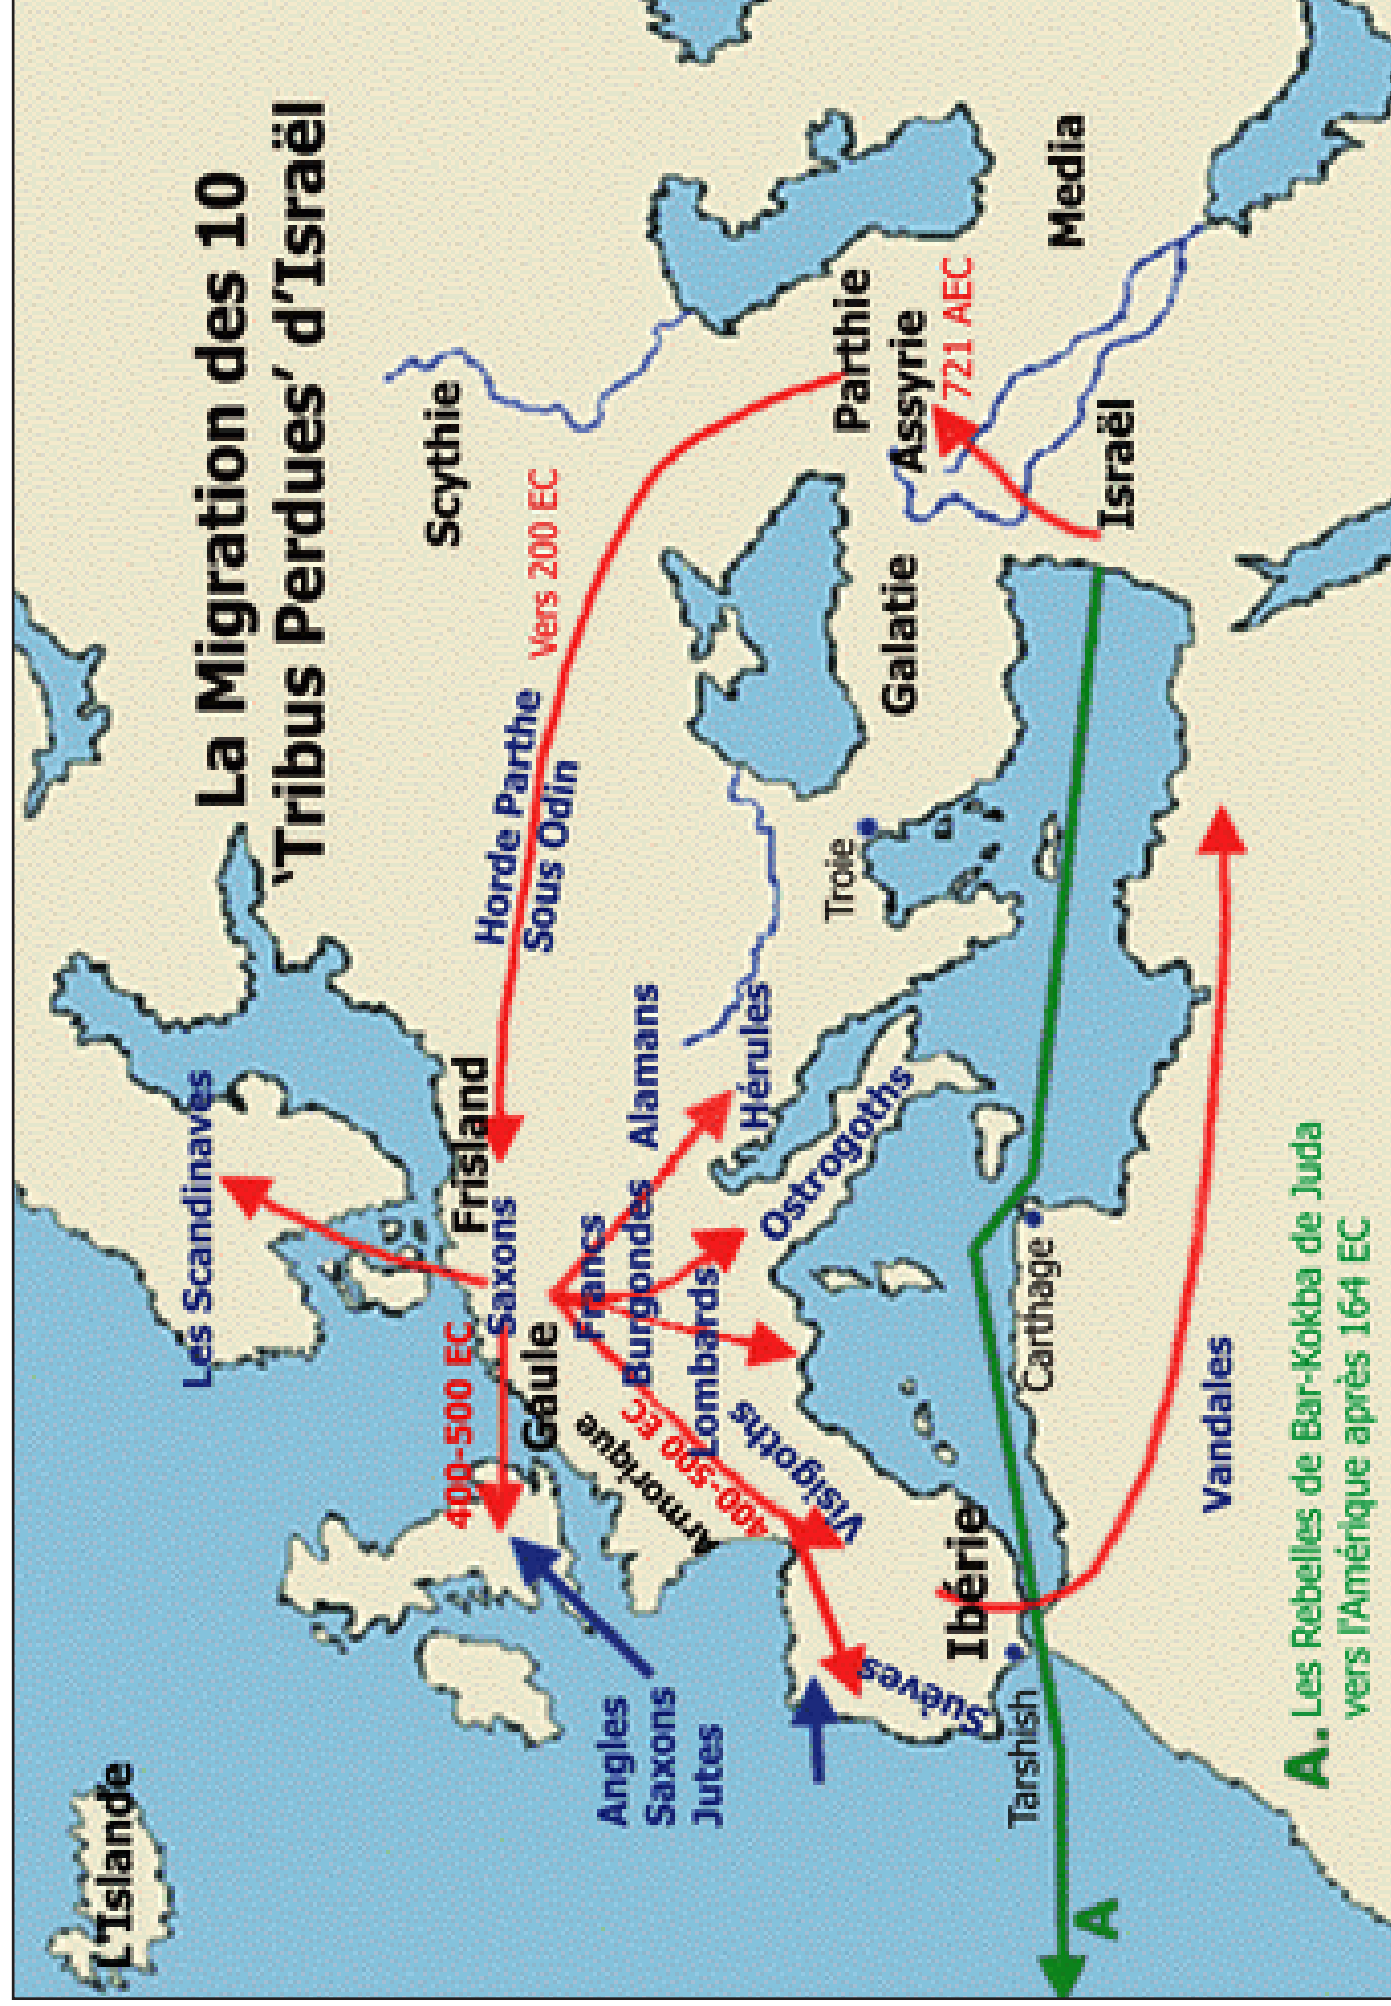 La Migration des 10
‘Tribus Perdues’ d’Israël
L’Islande
Les Scandinaves
Scythie
Vers 200 EC
Horde Parthe
Sous Odin
Frisland
Saxons
400-500 EC
Gaule
Francs
Burgondes
Alamans
Lombards
Hérules
Ostrogoths
Visigoths
400-500 EC
Armorique
Angles
Saxons
Jutes
Suéves
Ibérie
Tarshish
Carthage
Troie
Galatie
Parthie
Assyrie
721 AEC
Media
Israël
Vandales
A
A. Les Rebelles de Bar-Kokba de Juda
vers l’Amérique après 164 EC